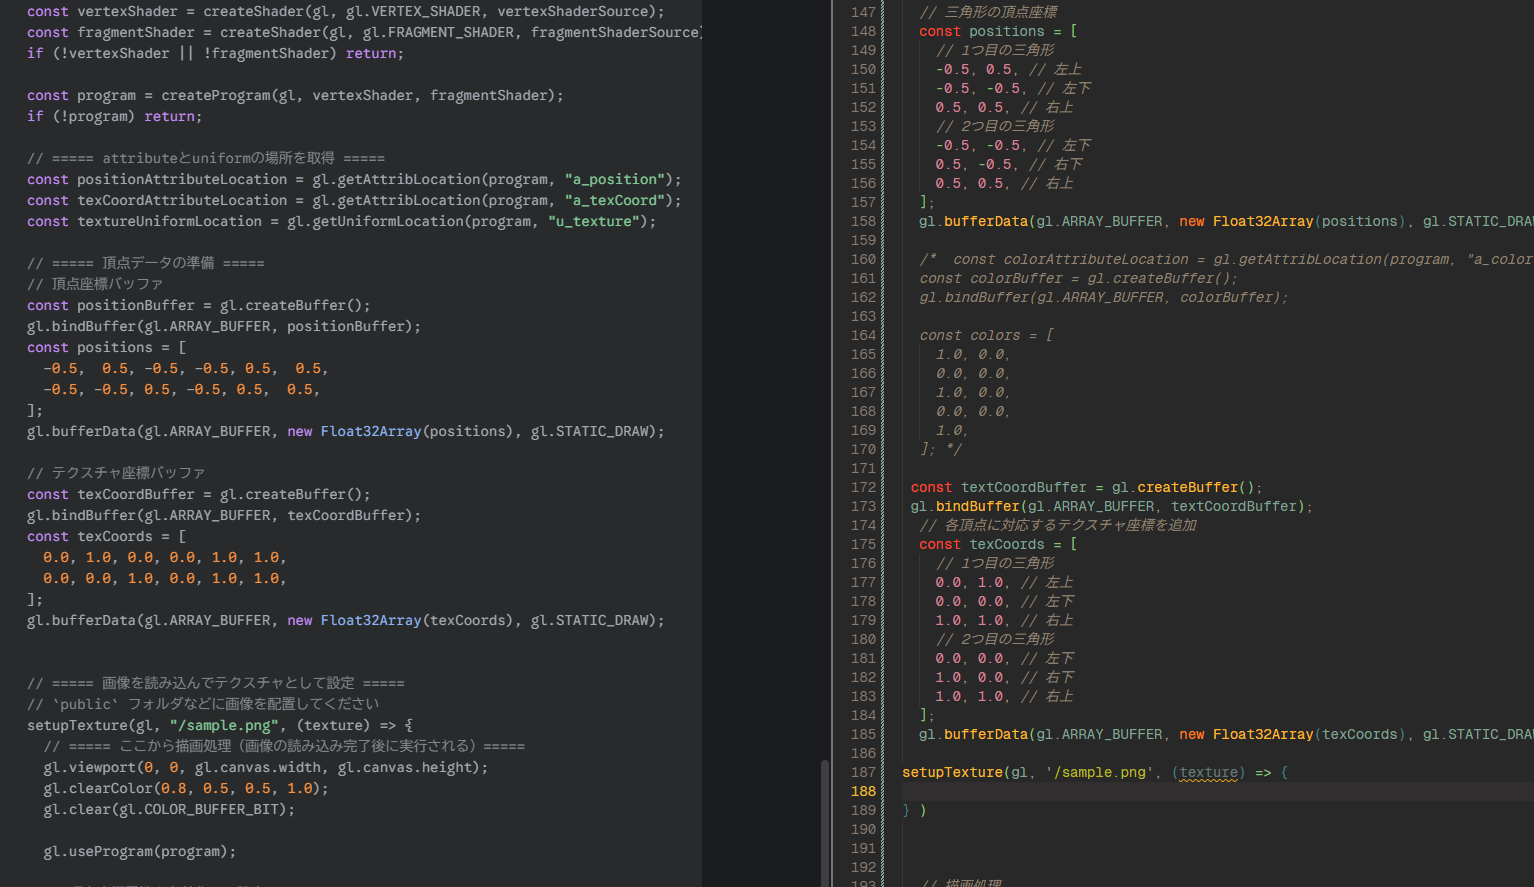 const vertexShader = createShader(gl, gl.VERTEX_SHADER, vertexShaderSource);
const fragmentShader = createShader(gl, gl.FRAGMENT_SHADER, fragmentShaderSource)
if (!vertexShader || !fragmentShader) return;
const program = createProgram(gl, vertexShader, fragmentShader);
if (!program) return;
// ===== attributeとuniformの場所を取得 =====
const positionAttributeLocation = gl.getAttribLocation(program, "a_position");
const texCoordAttributeLocation = gl.getAttribLocation(program, "a_texCoord");
const textureUniformLocation = gl.getUniformLocation(program, "u_texture");
// ===== 頂点データの準備 =====
// 頂点座標バッファ
const positionBuffer = gl.createBuffer();
gl.bindBuffer(gl.ARRAY_BUFFER, positionBuffer);
const positions = [
-0.5,  0.5, -0.5, -0.5, 0.5,  0.5,
-0.5, -0.5, 0.5, -0.5, 0.5,  0.5,
];
gl.bufferData(gl.ARRAY_BUFFER, new Float32Array(positions), gl.STATIC_DRAW);
// テクスチャ座標バッファ
const texCoordBuffer = gl.createBuffer();
gl.bindBuffer(gl.ARRAY_BUFFER, texCoordBuffer);
const texCoords = [
0.0, 1.0, 0.0, 0.0, 1.0, 1.0,
0.0, 0.0, 1.0, 0.0, 1.0, 1.0,
];
gl.bufferData(gl.ARRAY_BUFFER, new Float32Array(texCoords), gl.STATIC_DRAW);
// ===== 画像を読み込んでテクスチャとして設定 =====
// `public` フォルダなどに画像を配置してください
setupTexture(gl, "/sample.png", (texture) => {
// ===== ここから描画処理（画像の読み込み完了後に実行される）=====
gl.viewport(0, 0, gl.canvas.width, gl.canvas.height);
gl.clearColor(0.8, 0.5, 0.5, 1.0);
gl.clear(gl.COLOR_BUFFER_BIT);
gl.useProgram(program);
147 // 三角形の頂点座標
148 const positions = [
149 // 1つ目の三角形
150 -0.5, 0.5, // 左上
151 -0.5, -0.5, // 左下
152 0.5, 0.5, // 右上
153 // 2つ目の三角形
154 -0.5, -0.5, // 左下
155 0.5, -0.5, // 右下
156 0.5, 0.5, // 右上
157 ];
158 gl.bufferData(gl.ARRAY_BUFFER, new Float32Array(positions), gl.STATIC_DRAW
159
160 /*  const colorAttributeLocation = gl.getAttribLocation(program, "a_color
161 const colorBuffer = gl.createBuffer();
162 gl.bindBuffer(gl.ARRAY_BUFFER, colorBuffer);
163
164 const colors = [
165 1.0, 0.0,
166 0.0, 0.0,
167 1.0, 0.0,
168 0.0, 0.0,
169 1.0,
170 ]; */
171
172 const textCoordBuffer = gl.createBuffer();
173 gl.bindBuffer(gl.ARRAY_BUFFER, textCoordBuffer);
174 // 各頂点に対応するテクスチャ座標を追加
175 const texCoords = [
176 // 1つ目の三角形
177 0.0, 1.0, // 左上
178 0.0, 0.0, // 左下
179 1.0, 1.0, // 右上
180 // 2つ目の三角形
181 0.0, 0.0, // 左下
182 1.0, 0.0, // 右下
183 1.0, 1.0, // 右上
184 ];
185 gl.bufferData(gl.ARRAY_BUFFER, new Float32Array(texCoords), gl.STATIC_DRAW
186
187 setupTexture(gl, '/sample.png', (texture) => {
188
189 } )
190
191
192
193 // 描画処理